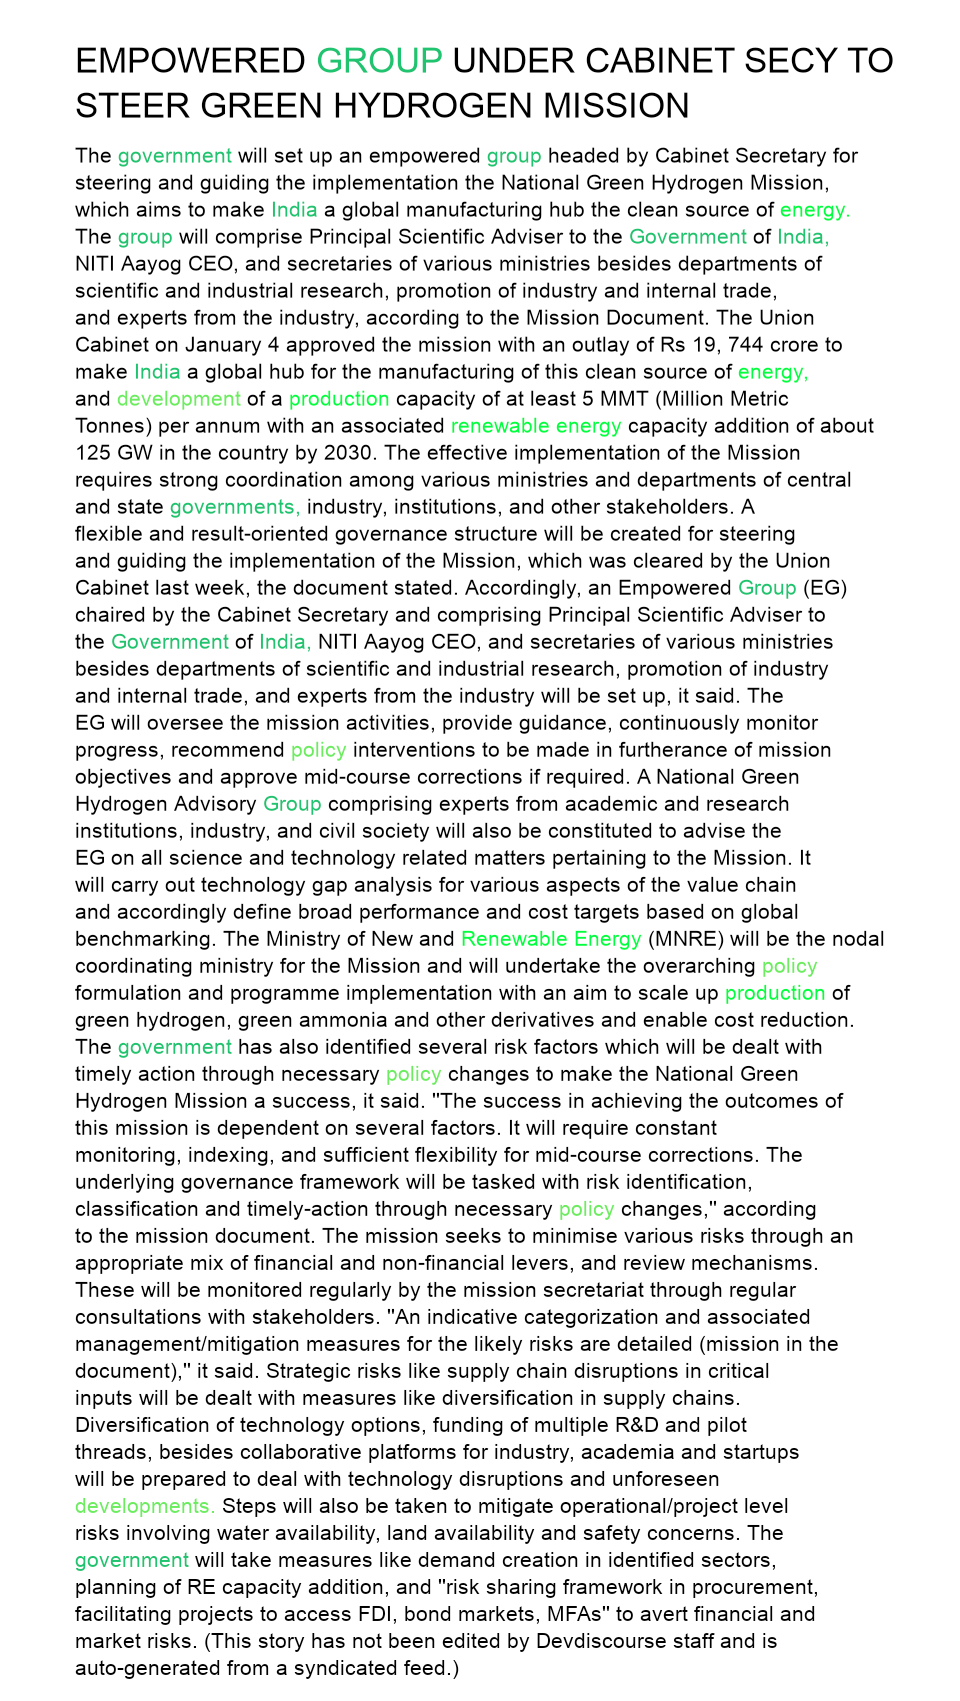 EMPOWERED GROUP UNDER CABINET SECY TO
STEER GREEN HYDROGEN MISSION
The government will set up an empowered group headed by Cabinet Secretary for
steering and guiding the implementation the National Green Hydrogen Mission,
which aims to make India a global manufacturing hub the clean source of energy.
The group will comprise Principal Scientific Adviser to the Government of India,
NITI Aayog CEO, and secretaries of various ministries besides departments of
scientific and industrial research, promotion of industry and internal trade,
and experts from the industry, according to the Mission Document. The Union
Cabinet on January 4 approved the mission with an outlay of Rs 19, 744 crore to
make India a global hub for the manufacturing of this clean source of energy,
and development of a production capacity of at least 5 MMT (Million Metric
Tonnes) per annum with an associated renewable energy capacity addition of about
125 GW in the country by 2030. The effective implementation of the Mission
requires strong coordination among various ministries and departments of central
and state governments, industry, institutions, and other stakeholders. A
flexible and result-oriented governance structure will be created for steering
and guiding the implementation of the Mission, which was cleared by the Union
Cabinet last week, the document stated. Accordingly, an Empowered Group (EG)
chaired by the Cabinet Secretary and comprising Principal Scientific Adviser to
the Government of India, NITI Aayog CEO, and secretaries of various ministries
besides departments of scientific and industrial research, promotion of industry
and internal trade, and experts from the industry will be set up, it said. The
EG will oversee the mission activities, provide guidance, continuously monitor
progress, recommend policy interventions to be made in furtherance of mission
objectives and approve mid-course corrections if required. A National Green
Hydrogen Advisory Group comprising experts from academic and research
institutions, industry, and civil society will also be constituted to advise the
EG on all science and technology related matters pertaining to the Mission. It
will carry out technology gap analysis for various aspects of the value chain
and accordingly define broad performance and cost targets based on global
benchmarking. The Ministry of New and Renewable Energy (MNRE) will be the nodal
coordinating ministry for the Mission and will undertake the overarching policy
formulation and programme implementation with an aim to scale up production of
green hydrogen, green ammonia and other derivatives and enable cost reduction.
The government has also identified several risk factors which will be dealt with
timely action through necessary policy changes to make the National Green
Hydrogen Mission a success, it said. "The success in achieving the outcomes of
this mission is dependent on several factors. It will require constant
monitoring, indexing, and sufficient flexibility for mid-course corrections. The
underlying governance framework will be tasked with risk identification,
classification and timely-action through necessary policy changes," according
to the mission document. The mission seeks to minimise various risks through an
appropriate mix of financial and non-financial levers, and review mechanisms.
These will be monitored regularly by the mission secretariat through regular
consultations with stakeholders. "An indicative categorization and associated
management/mitigation measures for the likely risks are detailed (mission in the
document)," it said. Strategic risks like supply chain disruptions in critical
inputs will be dealt with measures like diversification in supply chains.
Diversification of technology options, funding of multiple R&D and pilot
threads, besides collaborative platforms for industry, academia and startups
will be prepared to deal with technology disruptions and unforeseen
developments. Steps will also be taken to mitigate operational/project level
risks involving water availability, land availability and safety concerns. The
government will take measures like demand creation in identified sectors,
planning of RE capacity addition, and "risk sharing framework in procurement,
facilitating projects to access FDI, bond markets, MFAs" to avert financial and
market risks. (This story has not been edited by Devdiscourse staff and is
auto-generated from a syndicated feed.)